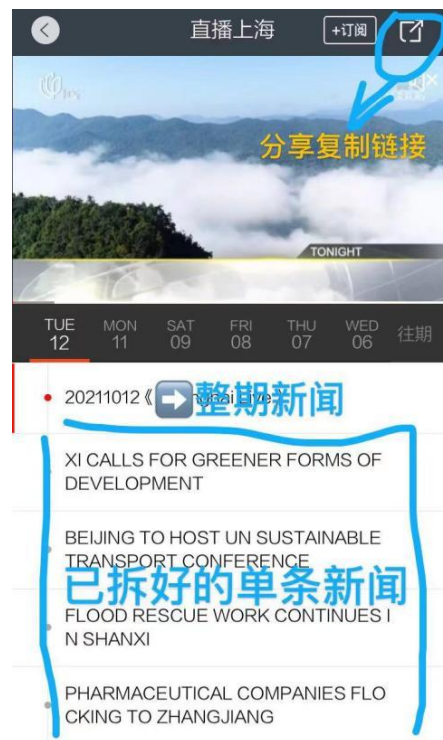 直播上海
+订阅
分享复制链接
TONIGHT
TUE MON SAT FRI THU WED 往期
12 11 09 08 07 06
20211012《 ghai Live
整期新闻
XI CALLS FOR GREENER FORMS OF
DEVELOPMENT
BEIJING TO HOST UN SUSTAINABLE
TRANSPORT CONFERENCE
已拆好的单条新闻
FLOOD RESCUE WORK CONTINUES I
N SHANXI
PHARMACEUTICAL COMPANIES FLO
CKING TO ZHANGJIANG